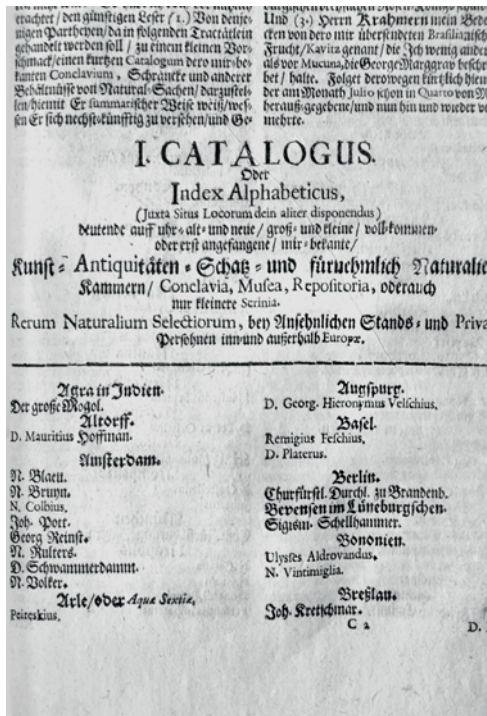 erachtet / den günstigen Leser / (1.) Von denje-
nigen Partheyen / da in folgenden Tractätlein
gehandelt werden soll / zu einem kleinen Vor-
schmack / einen kurtzen Catalogum dero mir-be-
kanten Conclavium, Schräncke und anderer
Behältnüsse von Natural-Sachen / darzustel-
len / hiemit Er summarischer Weise weiß / wes-
sen Er sich nechst-künfftig zu versehen / und Ge-
Und (3.) Herrn Krahmern mein Bede
cken von dero mir übersendeten Brasilianisch
Frucht / Kavita genant / die Ich wenig ander
als vor Mucuna, die George Marggrav beschr
bet / halte. Folget derowegen kürtzlich hien
der am Monath Julio schon in Quarto von M
herauß-gegebene / und nun hin und wieder v
mehrte.
I. CATALOGUS.
Oder
Index Alphabeticus,
(Juxta Situs Locorum dein aliter disponendus)
deutende auff uhr-alt- und neue / groß- und kleine / voll-kommen-
oder erst angefangene / mir-bekante /
Kunst- Antiquitäten- Schatz- und fürnehmlich Naturalie
Kammern / Conclavia, Musea, Repositoria, oder auch
nur kleinere Scrinia.
Rerum Naturalium Selectiorum, bey Ansehnlichen Stands- und Priva
Persohnen inn- und außerhalb Europæ.
Agra in Indien.
Der große Mogol.
Altorff.
D. Mauritius Hoffman.
Amsterdam.
N. Blaeu.
N. Bruyn.
N. Colbius.
Joh. Pott.
Georg Reinst.
N. Rulters.
D. Schwammerdamm.
N. Volker.
Arle / oder Aquæ Sextiæ.
Peireskius.
Augspurg.
D. Georg. Hieronymus Velschius.
Basel.
Remigius Feschius.
D. Platerus.
Berlin.
Churfürstl. Durchl. zu Brandenb.
Bevensen im Lüneburgschen.
Sigism. Schellhammer.
Bononien.
Ulysses Aldrovandus.
N. Vintimiglia.
Breßlau.
Joh. Kretschmar.
C 2
D.